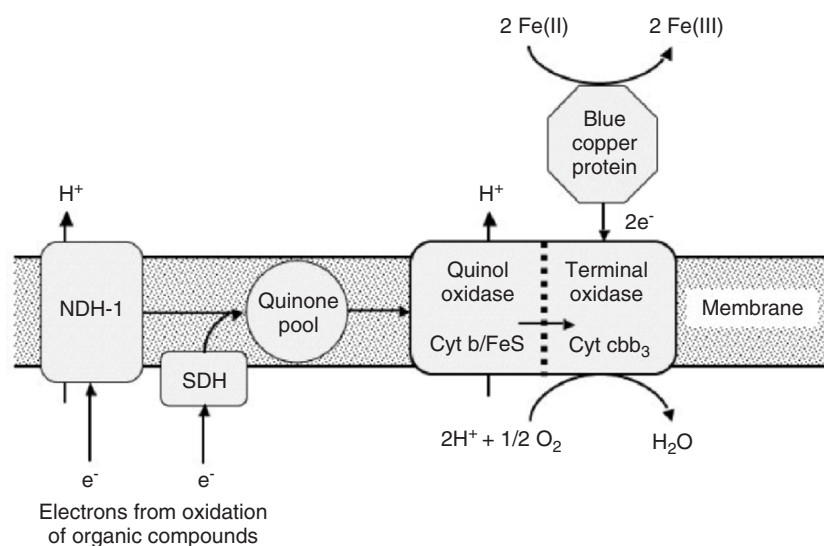 2 Fe(II) 2 Fe(III)
Blue
copper
protein
H⁺ H⁺ 2e⁻
NDH-1
Quinone
pool
SDH
Quinol
oxidase
Cyt b/FeS
Terminal
oxidase
Cyt cbb₃
Membrane
2H⁺ + 1/2 O₂ H₂O
e⁻ e⁻
Electrons from oxidation
of organic compounds